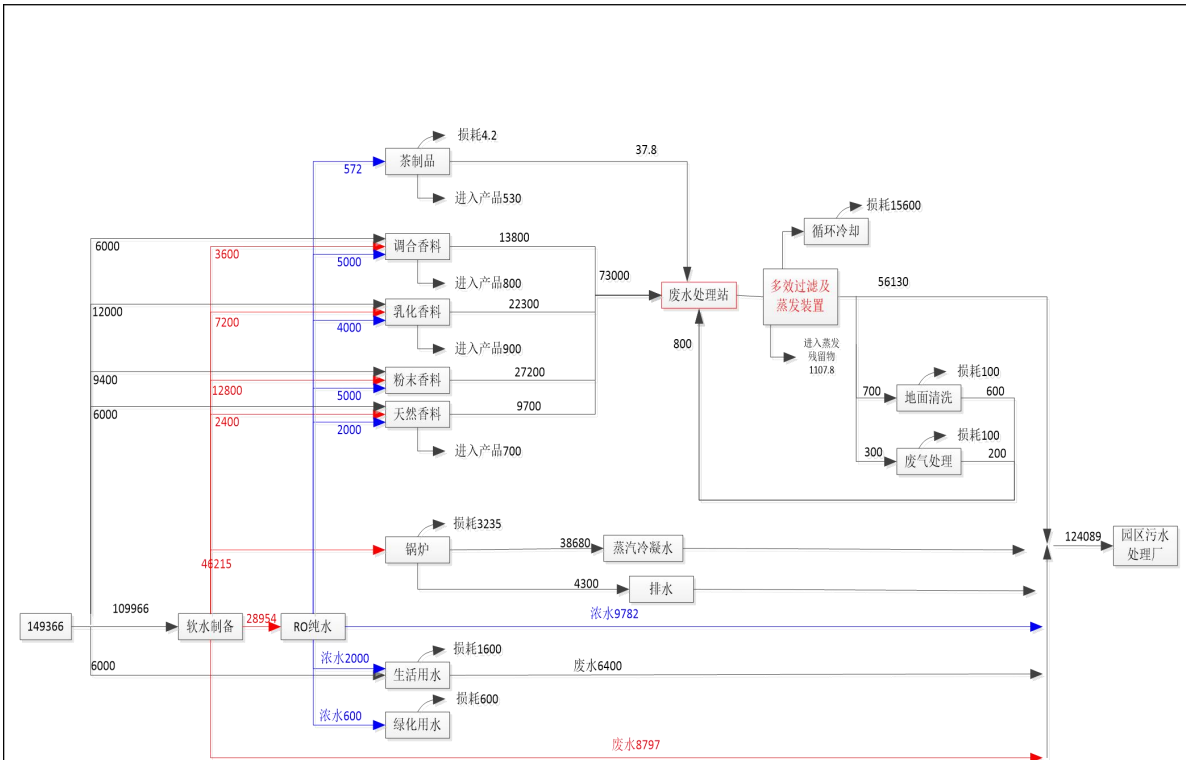 损耗4.2
茶制品
37.8
572
进入产品530
损耗15600
循环冷却
6000
3600
5000
调合香料
13800
进入产品800
73000
废水处理站
多效过滤及
蒸发装置
56130
12000
7200
4000
乳化香料
22300
进入产品900
800
进入蒸发
残留物
1107.8
9400
12800
5000
粉末香料
27200
损耗100
700
地面清洗
600
6000
2400
2000
天然香料
9700
进入产品700
损耗100
300
废气处理
200
损耗3235
46215
锅炉
38680
蒸汽冷凝水
124089
园区污水
处理厂
4300
排水
149366
109966
软水制备
28954
RO纯水
浓水9782
6000
浓水2000
损耗1600
生活用水
废水6400
浓水600
损耗600
绿化用水
废水8797